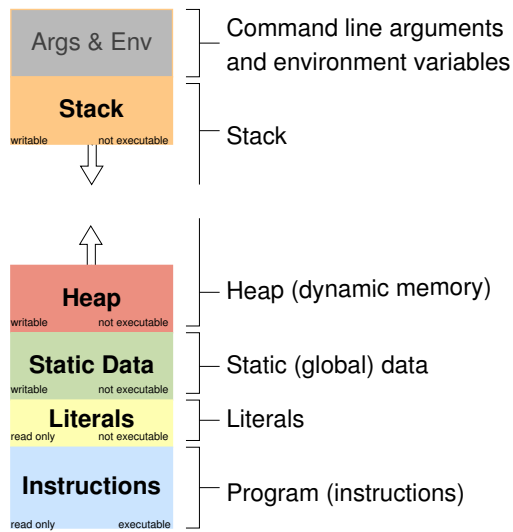 Args & Env
Command line arguments
and environment variables
Stack
writable not executable
Stack
Heap
writable not executable
Heap (dynamic memory)
Static Data
writable not executable
Static (global) data
Literals
read only not executable
Literals
Instructions
read only executable
Program (instructions)